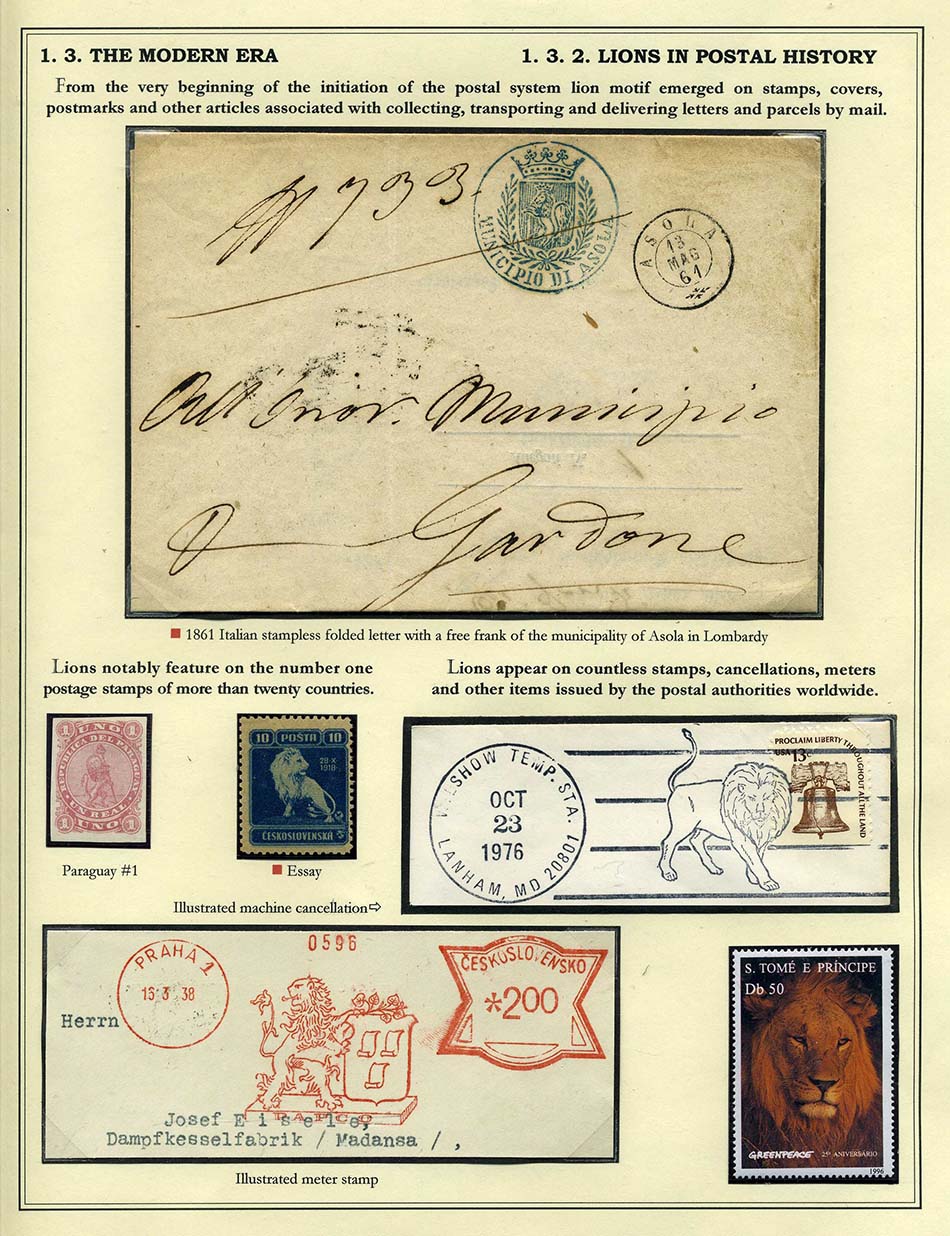 1. 3. THE MODERN ERA
1. 3. 2. LIONS IN POSTAL HISTORY
From the very beginning of the initiation of the postal system lion motif emerged on stamps, covers,
postmarks and other articles associated with collecting, transporting and delivering letters and parcels by mail.
733
MUNICIPIO DI ASOLA
ASOLA
13
MAG
61
Municipio
Gardone
1861 Italian stampless folded letter with a free frank of the municipality of Asola in Lombardy
Lions notably feature on the number one
postage stamps of more than twenty countries.
Lions appear on countless stamps, cancellations, meters
and other items issued by the postal authorities worldwide.
1 UNO 1
REPUBLICA DEL PARAGUAY
UN REAL
1 UNO 1
Paraguay #1
10 POŠTA 10
28·X
1918
ČESKOSLOVENSKÁ
Essay
WILSHOW TEMP. STA.
OCT
23
1976
LANHAM, MD 20801
PROCLAIM LIBERTY THROUGHOUT ALL THE LAND
USA 13c
Illustrated machine cancellation⇨
PRAHA 1
15·3 38
0596
ČESKOSLOVENSKO
*200
Herrn
Josef E i s e l e,
Dampfkesselfabrik / Madansa / ,
Illustrated meter stamp
S. TOMÉ E PRÍNCIPE
Db 50
GREENPEACE 25º ANIVERSÁRIO
1996